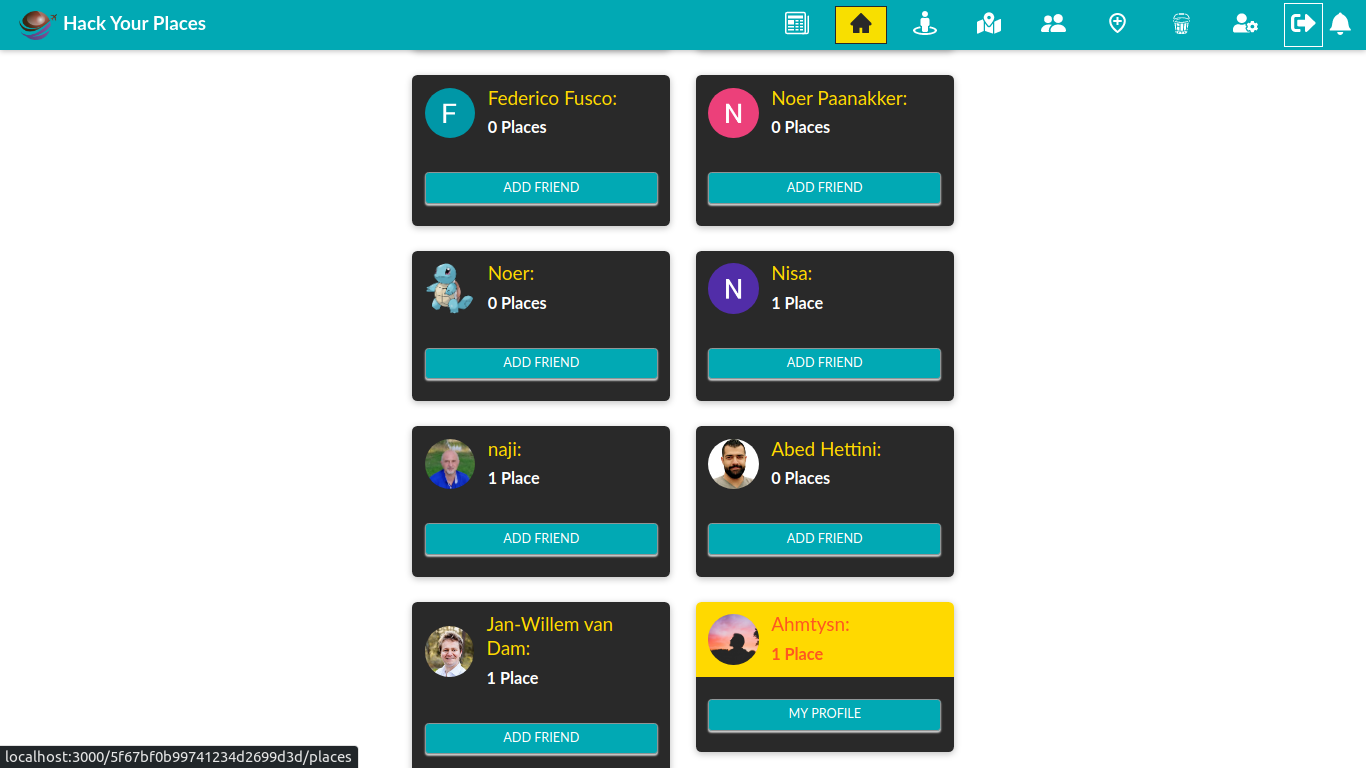 Hack Your Places
F
Federico Fusco:
0 Places
ADD FRIEND
N
Noer Paanakker:
0 Places
ADD FRIEND
Noer:
0 Places
ADD FRIEND
N
Nisa:
1 Place
ADD FRIEND
naji:
1 Place
ADD FRIEND
Abed Hettini:
0 Places
ADD FRIEND
Jan-Willem van
Dam:
1 Place
ADD FRIEND
Ahmtysn:
1 Place
MY PROFILE
localhost:3000/5f67bf0b99741234d2699d3d/places